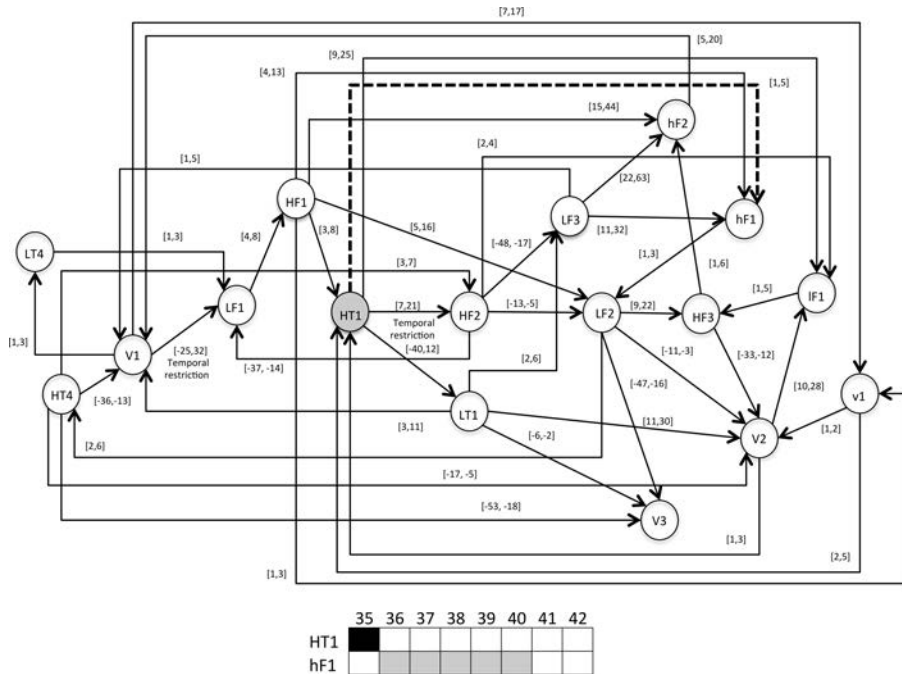 [7,17]
[5,20]
[9,25]
[4,13]
[1,5]
[15,44]
hF2
[2,4]
[1,5]
[22,63]
HF1
LF3
hF1
[4,8]
[3,8]
[5,16]
[11,32]
LT4
[1,3]
[-48, -17]
[1,3]
[3,7]
[1,6]
LF1
HT1
[7,21]
Temporal
restriction
HF2
[-13,-5]
LF2
[9,22]
HF3
[1,5]
lF1
[1,3]
V1
[-25,32]
Temporal
restriction
[-37, -14]
[-40,12]
[2,6]
[-11,-3]
[-33,-12]
[10,28]
v1
HT4
[-36,-13]
LT1
[-47,-16]
[3,11]
[-6,-2]
[11,30]
V2
[1,2]
[2,6]
[-17, -5]
[-53, -18]
V3
[1,3]
[2,5]
[1,3]
35 36 37 38 39 40 41 42
HT1
hF1